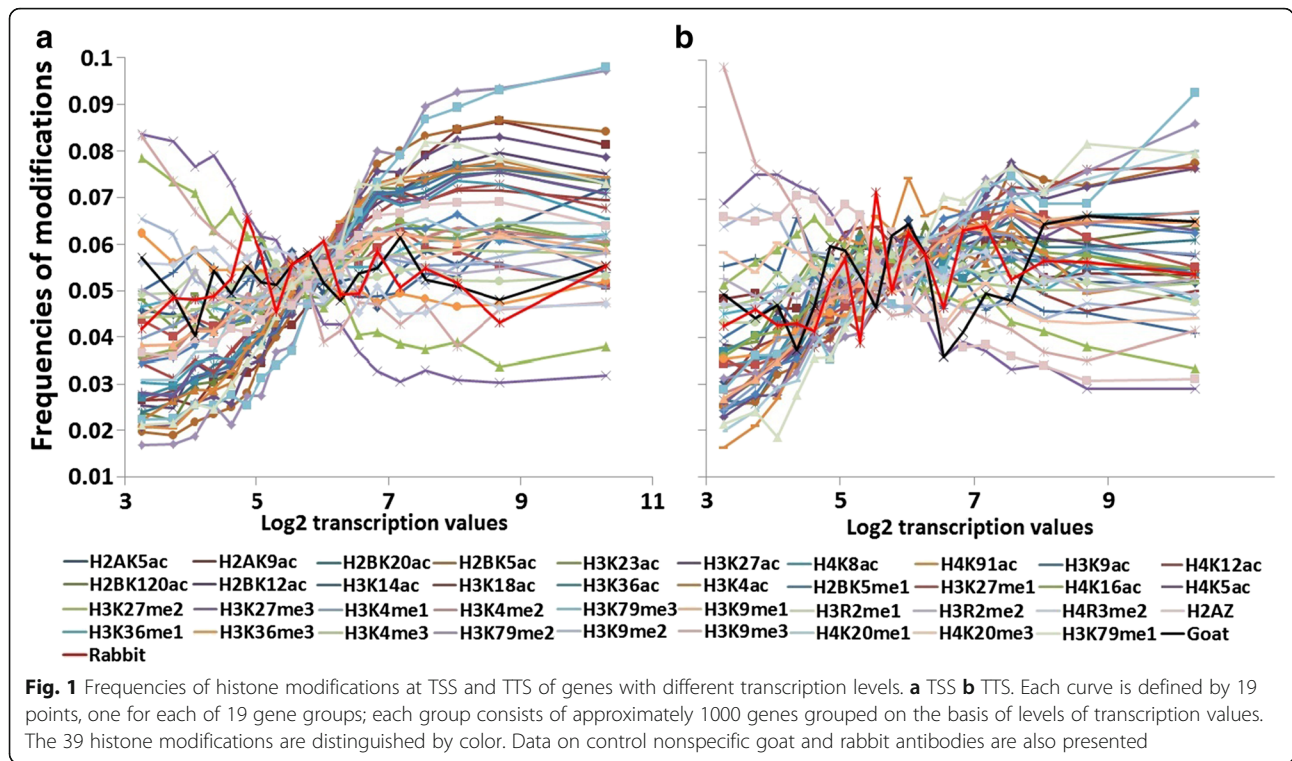 a
b
Frequencies of modifications
0.1
0.09
0.08
0.07
0.06
0.05
0.04
0.03
0.02
0.01
3 5 7 9 11
3 5 7 9
Log2 transcription values
Log2 transcription values
H2AK5ac H2AK9ac H2BK20ac H2BK5ac H3K23ac H3K27ac H4K8ac H4K91ac H3K9ac H4K12ac
H2BK120ac H2BK12ac H3K14ac H3K18ac H3K36ac H3K4ac H2BK5me1 H3K27me1 H4K16ac H4K5ac
H3K27me2 H3K27me3 H3K4me1 H3K4me2 H3K79me3 H3K9me1 H3R2me1 H3R2me2 H4R3me2 H2AZ
H3K36me1 H3K36me3 H3K4me3 H3K79me2 H3K9me2 H3K9me3 H4K20me1 H4K20me3 H3K79me1 Goat
Rabbit
Fig. 1 Frequencies of histone modifications at TSS and TTS of genes with different transcription levels. a TSS b TTS. Each curve is defined by 19
points, one for each of 19 gene groups; each group consists of approximately 1000 genes grouped on the basis of levels of transcription values.
The 39 histone modifications are distinguished by color. Data on control nonspecific goat and rabbit antibodies are also presented